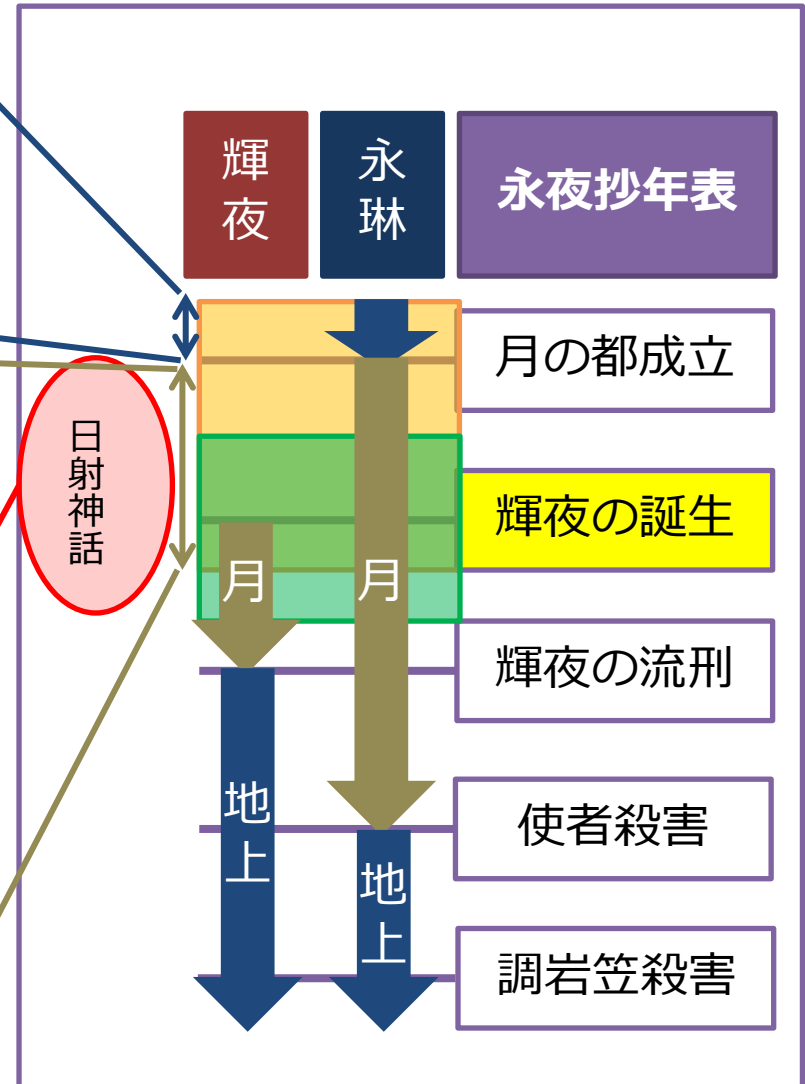 輝夜
永琳
永夜抄年表
月の都成立
日射神話
輝夜の誕生
月
月
輝夜の流刑
地上
使者殺害
地上
調岩笠殺害